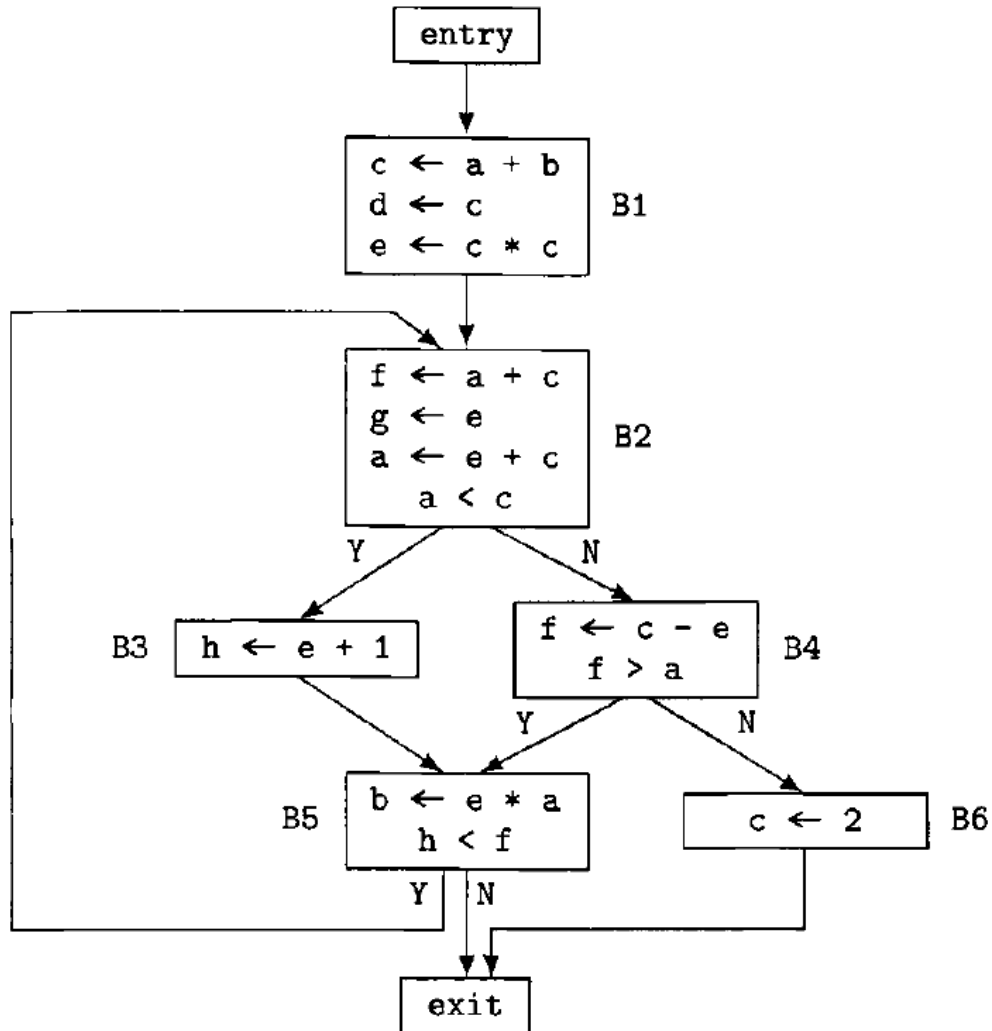 entry
c ← a + b
d ← c
e ← c * c
B1
f ← a + c
g ← e
a ← e + c
a < c
B2
Y
N
B3
h ← e + 1
f ← c - e
f > a
B4
Y
N
B5
b ← e * a
h < f
c ← 2
B6
Y
N
exit